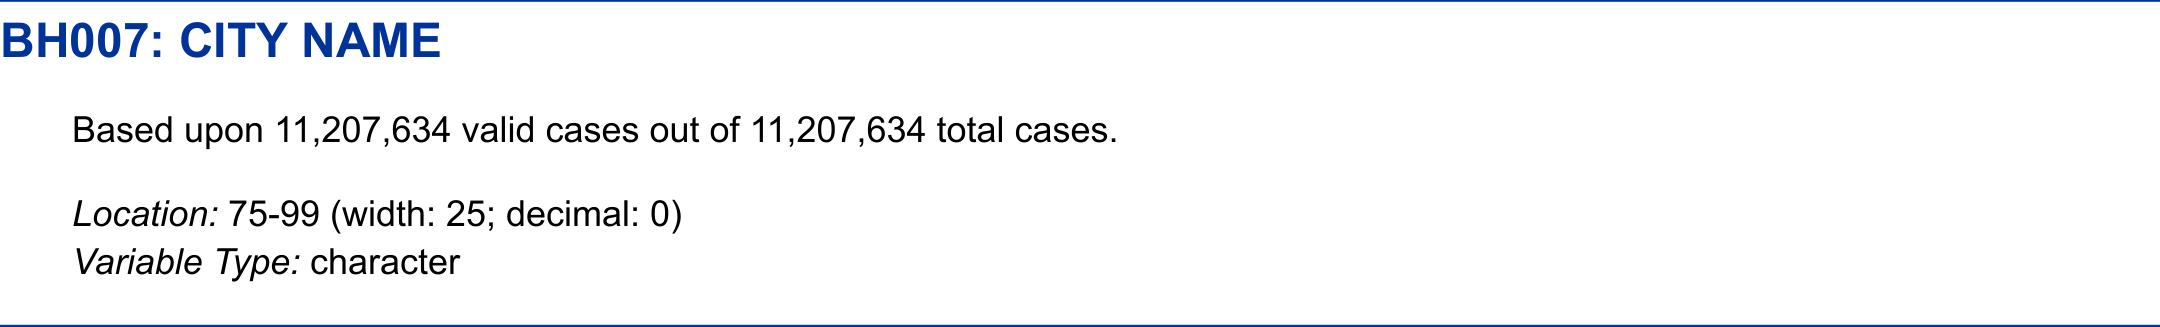 BH007: CITY NAME
Based upon 11,207,634 valid cases out of 11,207,634 total cases.
Location: 75-99 (width: 25; decimal: 0)
Variable Type: character